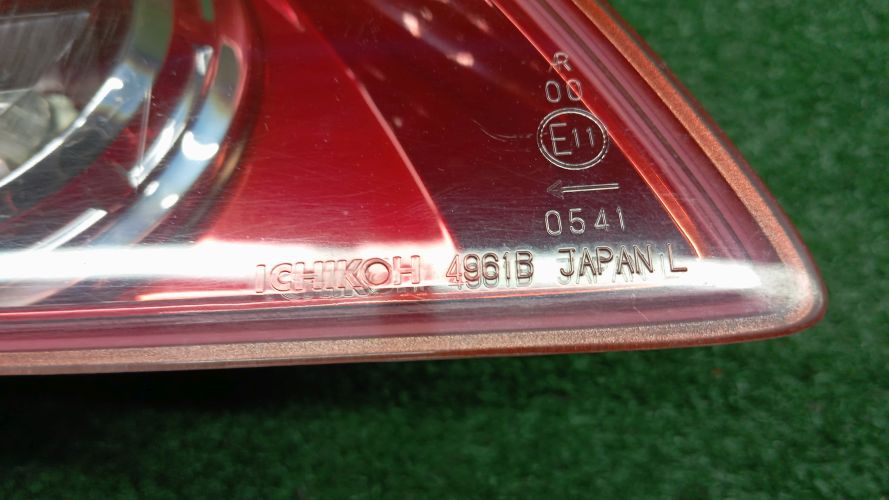 R
00
E11
←
0541
ICHIKOH 4961B JAPAN L